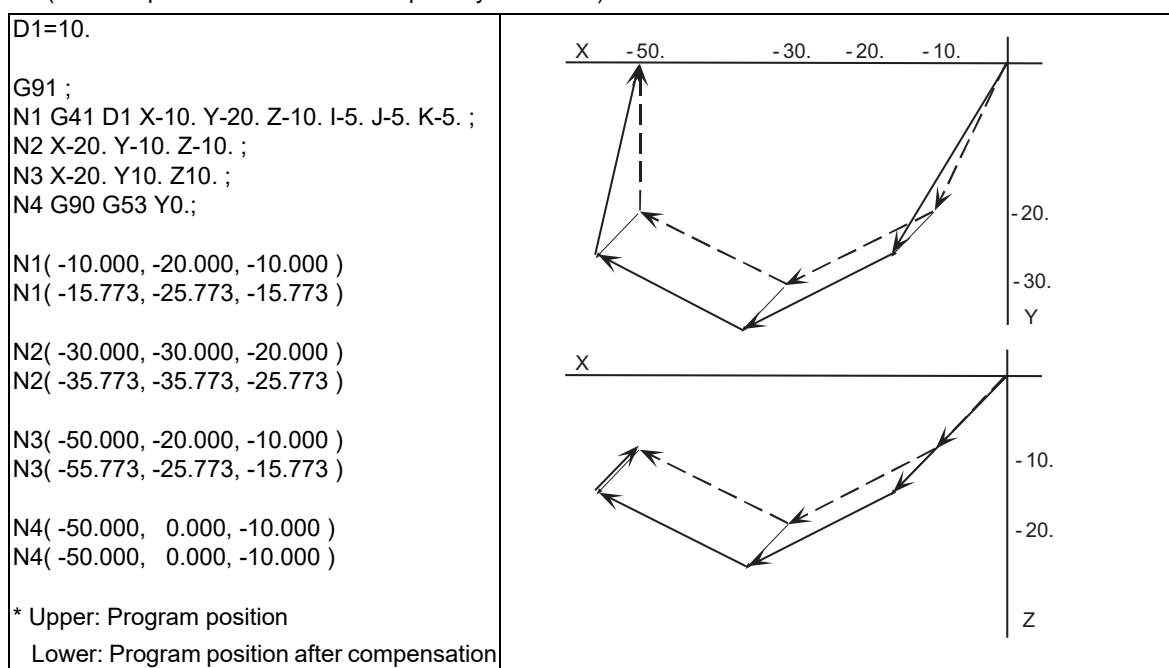 D1=10.
G91 ;
N1 G41 D1 X-10. Y-20. Z-10. I-5. J-5. K-5. ;
N2 X-20. Y-10. Z-10. ;
N3 X-20. Y10. Z10. ;
N4 G90 G53 Y0.;
N1( -10.000, -20.000, -10.000 )
N1( -15.773, -25.773, -15.773 )
N2( -30.000, -30.000, -20.000 )
N2( -35.773, -35.773, -25.773 )
N3( -50.000, -20.000, -10.000 )
N3( -55.773, -25.773, -15.773 )
N4( -50.000, 0.000, -10.000 )
N4( -50.000, 0.000, -10.000 )
* Upper: Program position
Lower: Program position after compensation
X -50. -30. -20. -10.
-20.
-30.
Y
X
-10.
-20.
Z